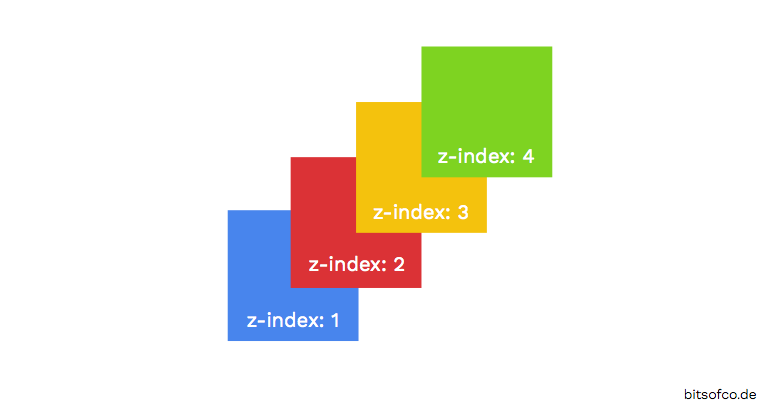 z-index: 4
z-index: 3
z-index: 2
z-index: 1
bitsofco.de